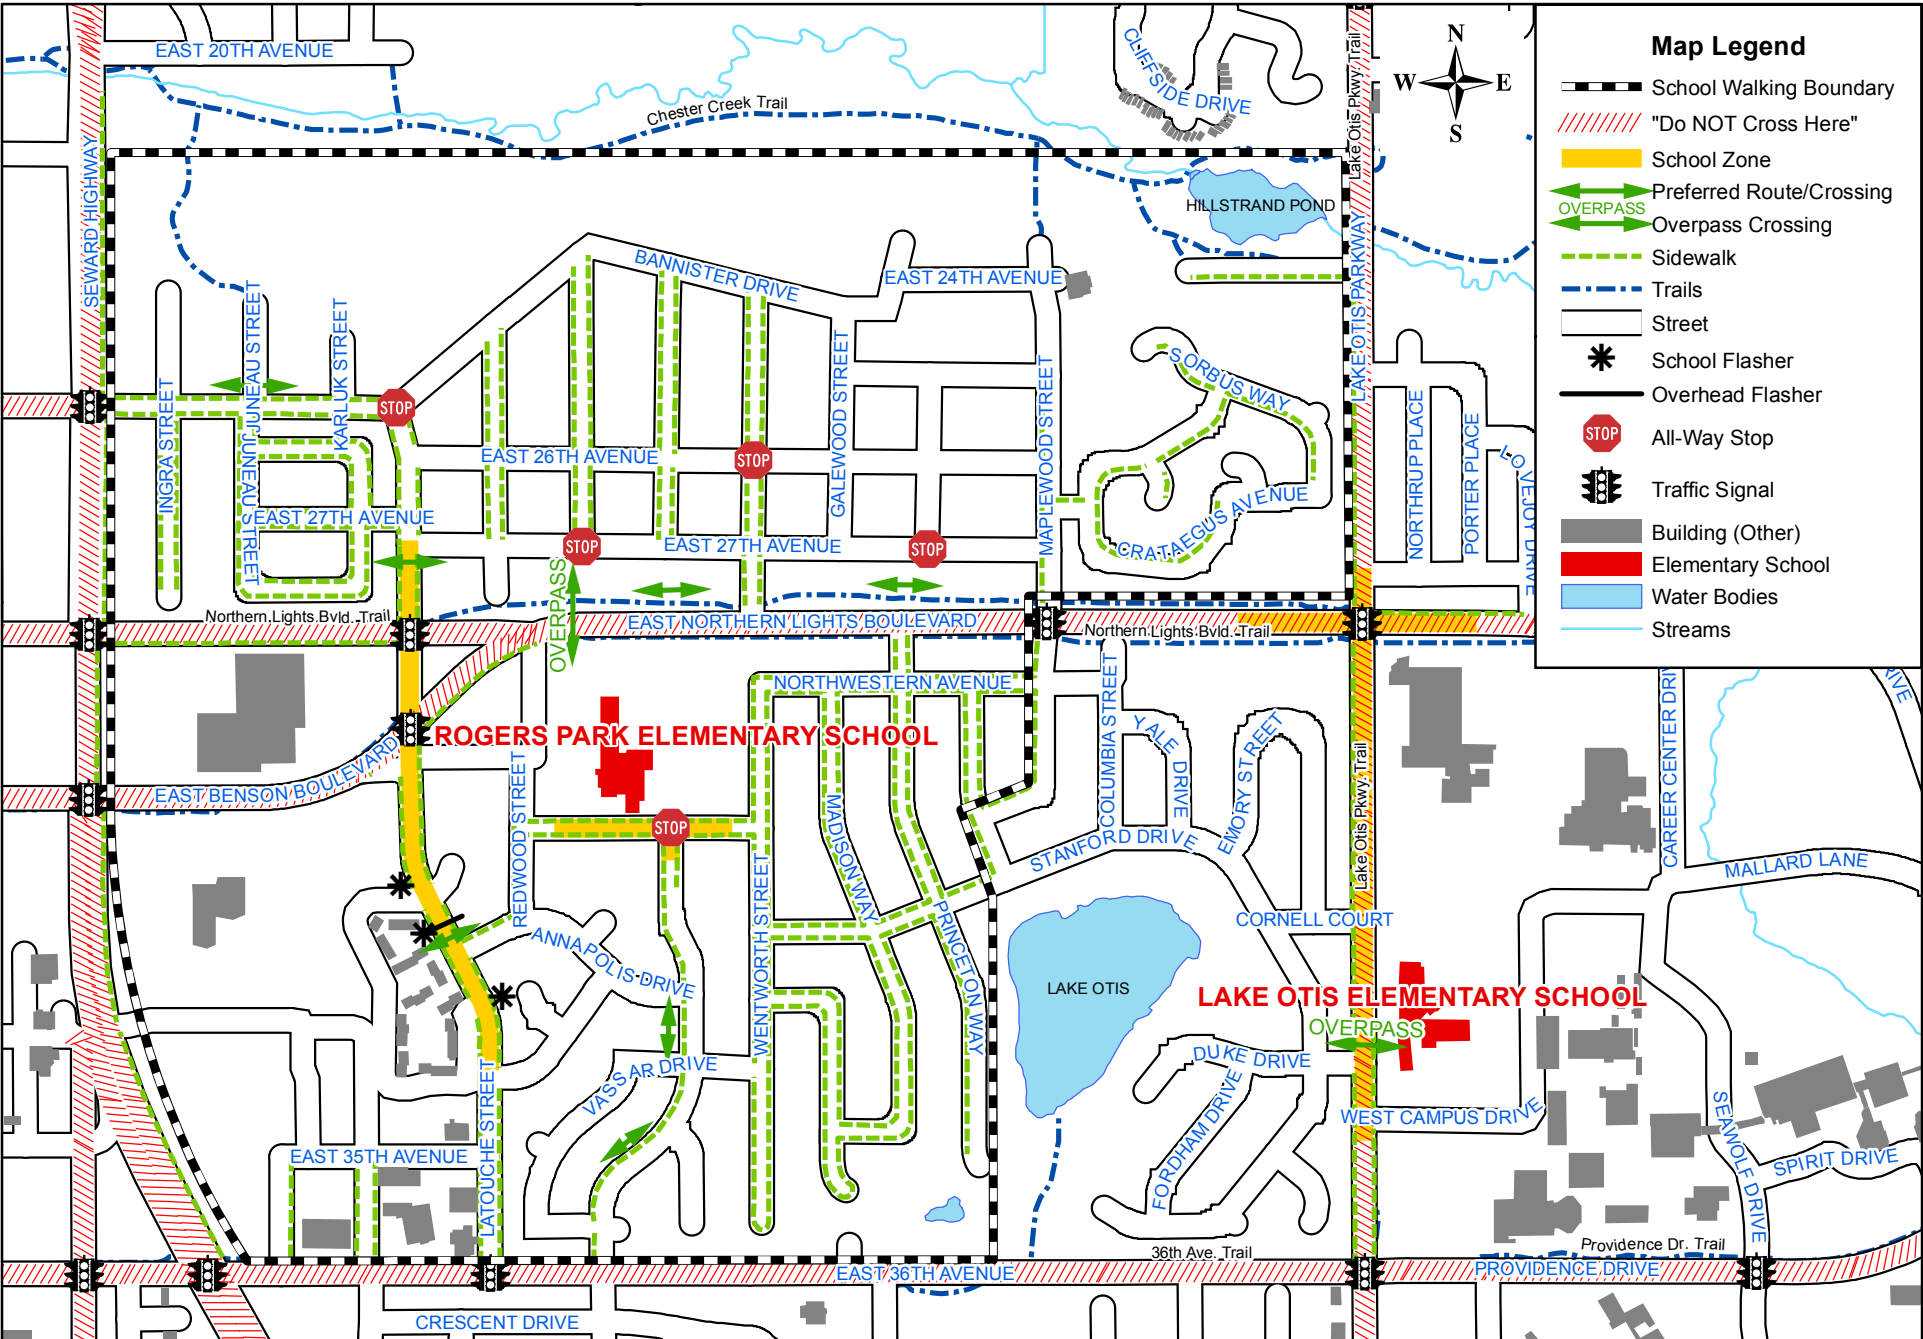 EAST 20TH AVENUE
Chester Creek Trail
CLIFFSIDE DRIVE
Lake Otis Pkwy. Trail
N
W
E
S
Map Legend
School Walking Boundary
"Do NOT Cross Here"
School Zone
Preferred Route/Crossing
OVERPASS
Overpass Crossing
Sidewalk
Trails
Street
School Flasher
Overhead Flasher
STOP
All-Way Stop
Traffic Signal
Building (Other)
Elementary School
Water Bodies
Streams
SEWARD HIGHWAY
HILLSTRAND POND
LAKE OTIS PARKWAY
BANNISTER DRIVE
EAST 24TH AVENUE
JUNEAU STREET
KARLUK STREET
INGRA STREET
JUNEAU STREET
STOP
GALEWOOD STREET
MAPLEWOOD STREET
SORBUS WAY
NORTHRUP PLACE
PORTER PLACE
LOVEJOY DRIVE
EAST 26TH AVENUE
STOP
CRATAEGUS AVENUE
EAST 27TH AVENUE
STOP
EAST 27TH AVENUE
STOP
OVERPASS
OVERPASS
Northern Lights Bvld. Trail
EAST NORTHERN LIGHTS BOULEVARD
Northern Lights Bvld. Trail
NORTHWESTERN AVENUE
COLUMBIA STREET
YALE DRIVE
EMORY STREET
CAREER CENTER DRIVE
RIVE
ROGERS PARK ELEMENTARY SCHOOL
EAST BENSON BOULEVARD
REDWOOD STREET
STOP
MADISON WAY
STANFORD DRIVE
Lake Otis Pkwy. Trail
MALLARD LANE
WENTWORTH STREET
PRINCETON WAY
CORNELL COURT
ANNAPOLIS DRIVE
LAKE OTIS
LAKE OTIS ELEMENTARY SCHOOL
OVERPASS
DUKE DRIVE
VASSAR DRIVE
FORDHAM DRIVE
WEST CAMPUS DRIVE
SEAWOLF DRIVE
SPIRIT DRIVE
EAST 35TH AVENUE
LATOUCHE STREET
36th Ave. Trail
Providence Dr. Trail
EAST 36TH AVENUE
PROVIDENCE DRIVE
CRESCENT DRIVE